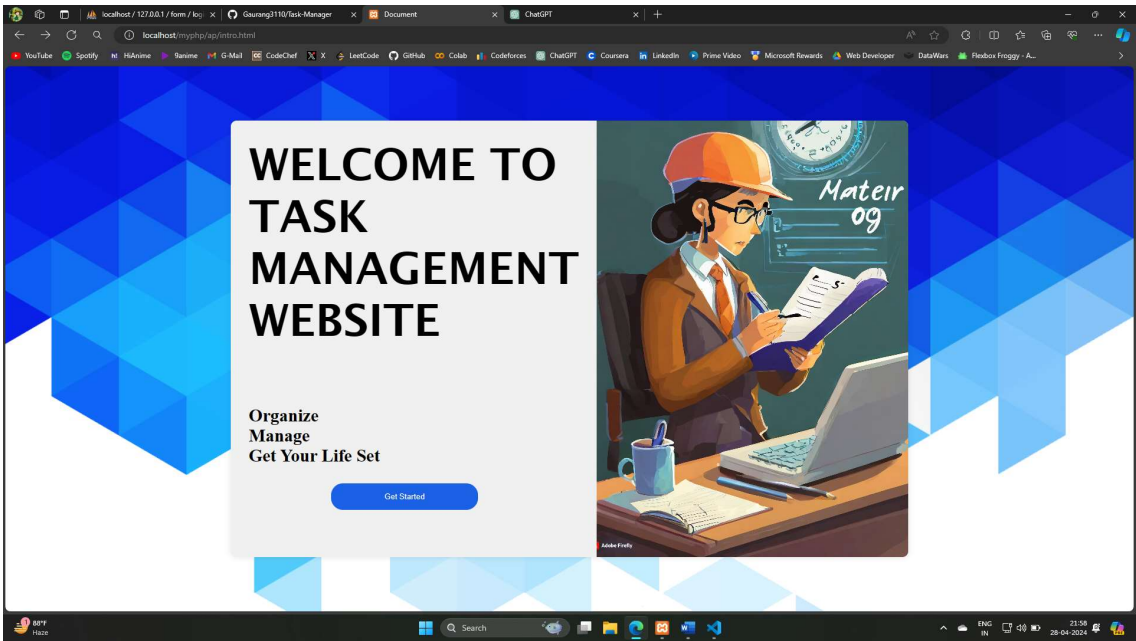 localhost / 127.0.0.1 / form / logi
Gaurang3110/Task-Manager
Document
ChatGPT
localhost/myphp/ap/intro.html
YouTube
Spotify
HiAnime
9anime
G-Mail
CodeChef
X
LeetCode
GitHub
Colab
Codeforces
ChatGPT
Coursera
LinkedIn
Prime Video
Microsoft Rewards
Web Developer
DataWars
Flexbox Froggy - A...
WELCOME TO
TASK
MANAGEMENT
WEBSITE
Organize
Manage
Get Your Life Set
Get Started
Mateir
og
Adobe Firefly
88°F
Haze
Search
ENG
IN
21:58
28-04-2024